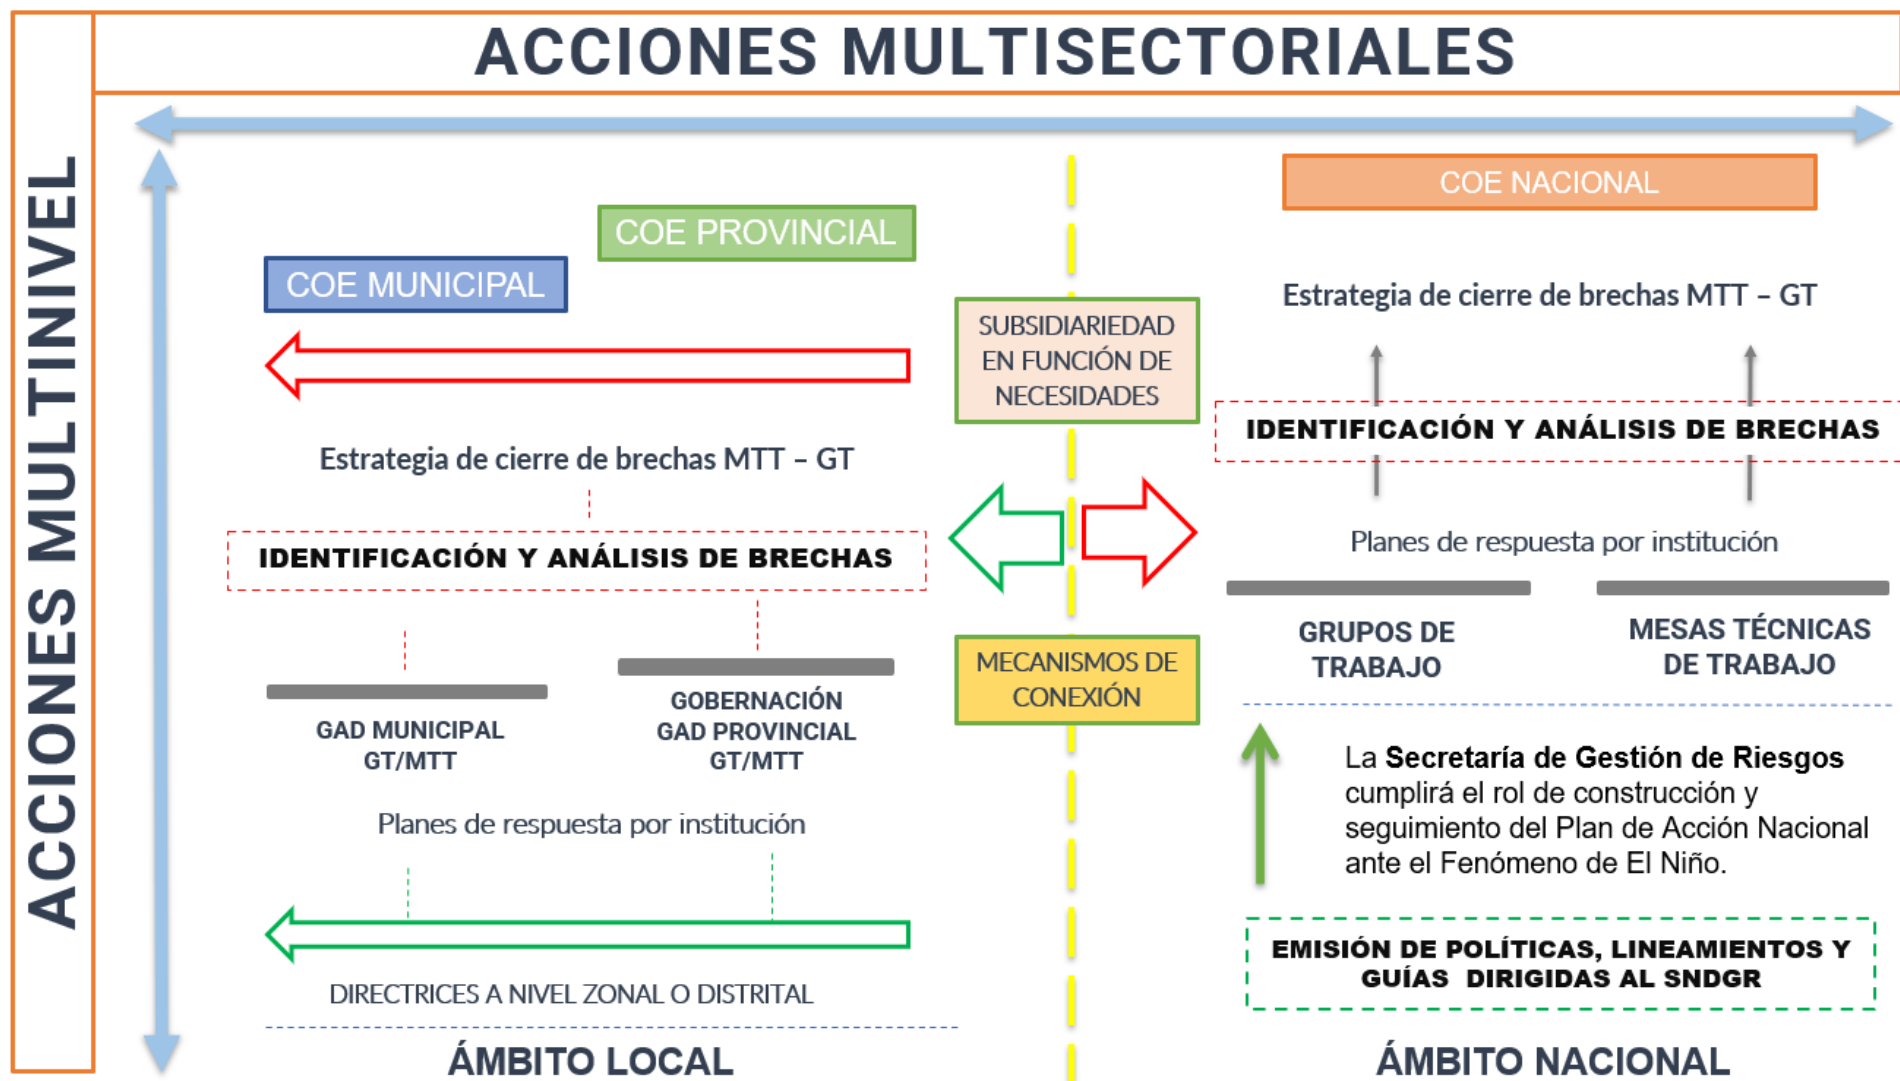 ACCIONES MULTISECTORIALES
ACCIONES MULTINIVEL
COE MUNICIPAL
COE PROVINCIAL
Estrategia de cierre de brechas MTT – GT
IDENTIFICACIÓN Y ANÁLISIS DE BRECHAS
GAD MUNICIPAL
GT/MTT
GOBERNACIÓN
GAD PROVINCIAL
GT/MTT
Planes de respuesta por institución
DIRECTRICES A NIVEL ZONAL O DISTRITAL
ÁMBITO LOCAL
SUBSIDIARIEDAD
EN FUNCIÓN DE
NECESIDADES
MECANISMOS DE
CONEXIÓN
COE NACIONAL
Estrategia de cierre de brechas MTT – GT
IDENTIFICACIÓN Y ANÁLISIS DE BRECHAS
Planes de respuesta por institución
GRUPOS DE
TRABAJO
MESAS TÉCNICAS
DE TRABAJO
La Secretaría de Gestión de Riesgos
cumplirá el rol de construcción y
seguimiento del Plan de Acción Nacional
ante el Fenómeno de El Niño.
EMISIÓN DE POLÍTICAS, LINEAMIENTOS Y
GUÍAS DIRIGIDAS AL SNDGR
ÁMBITO NACIONAL